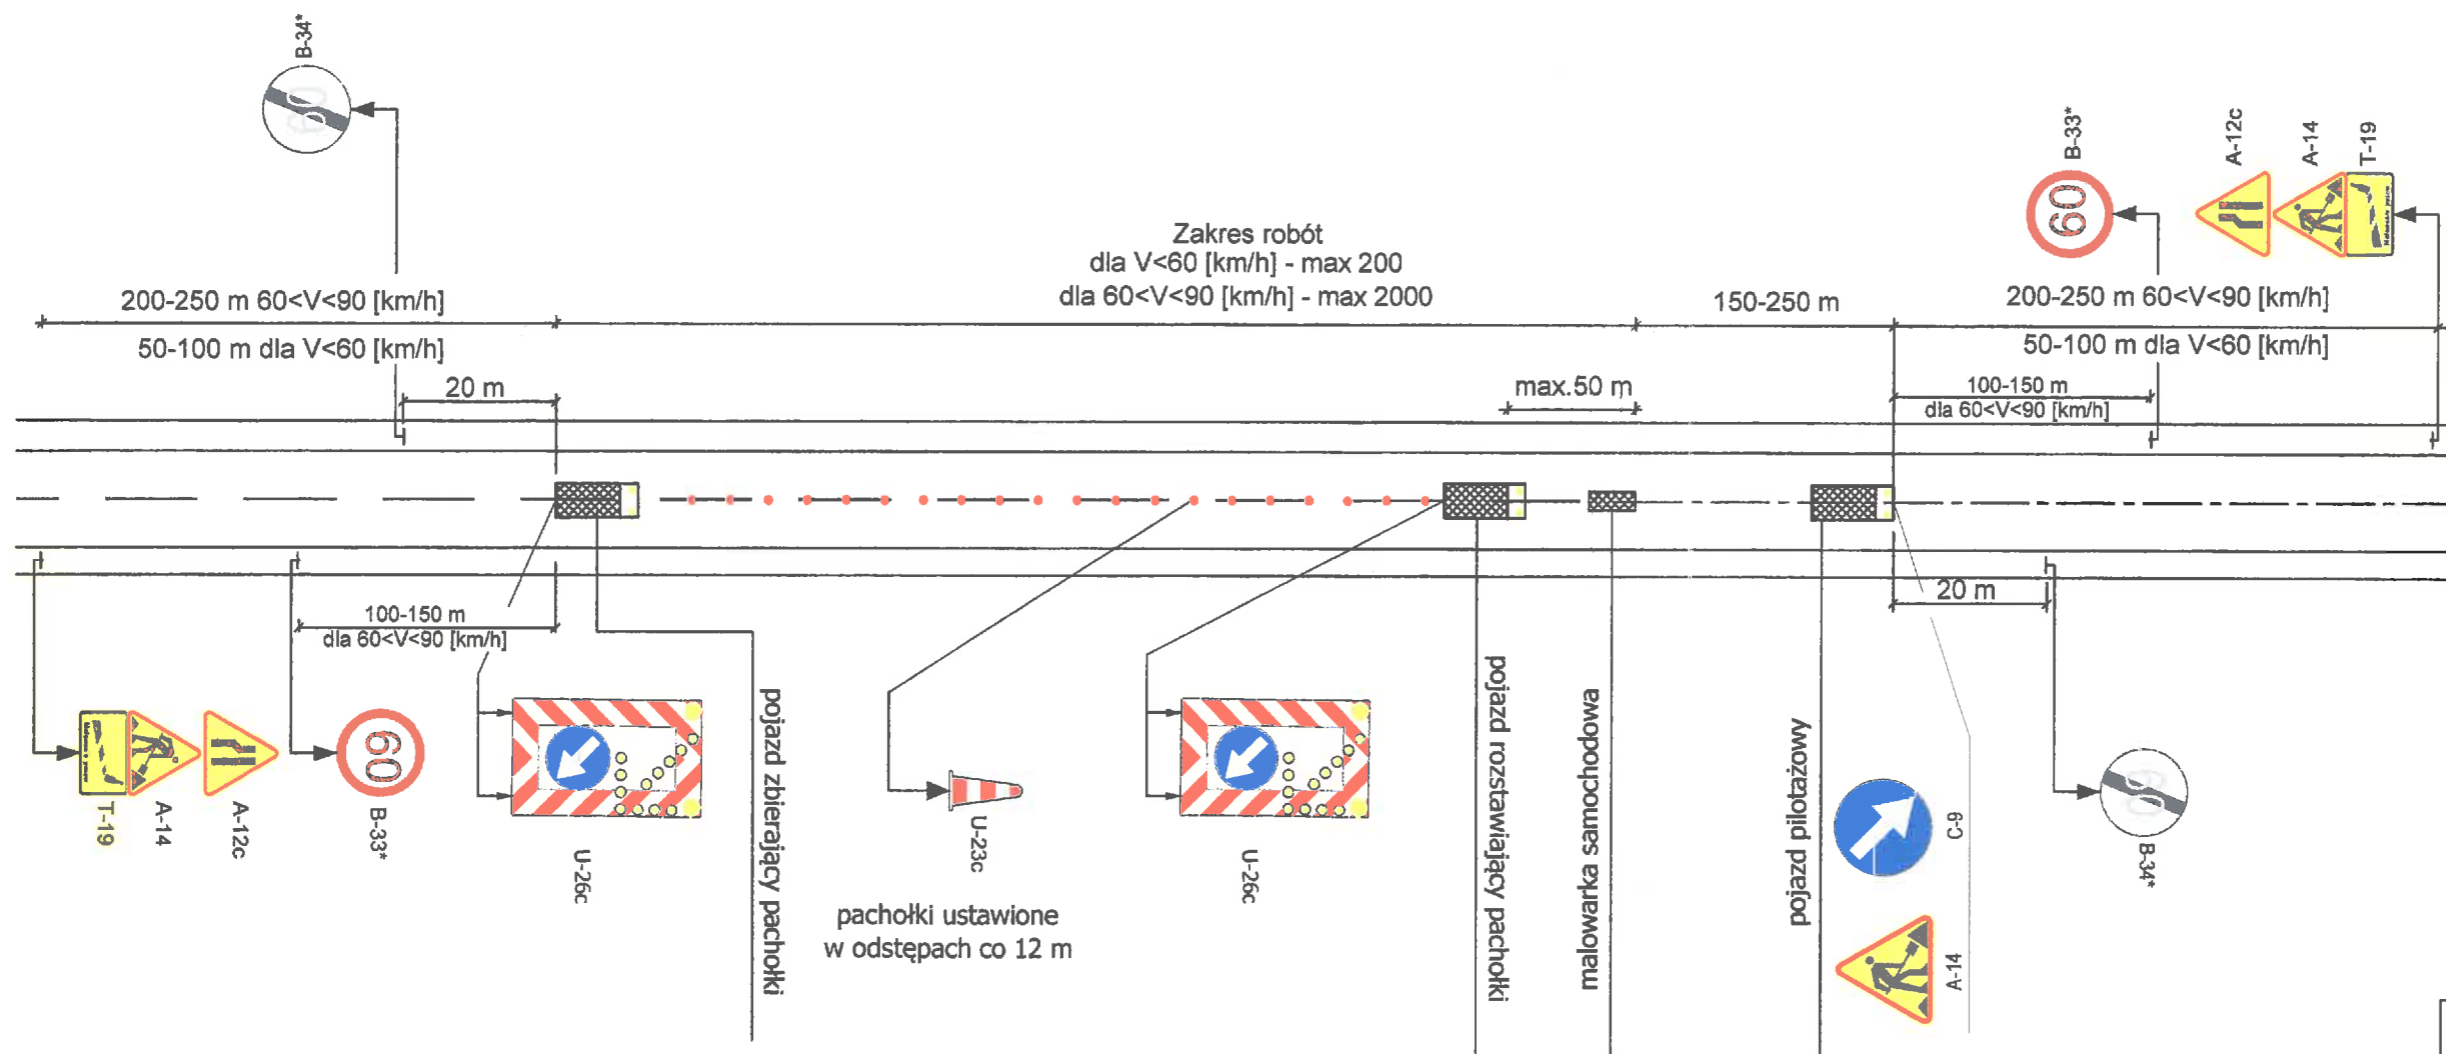 B-34*
60
B-33*
60
A-12c
A-14
T-19
Zakres robót
dla V<60 [km/h] - max 200
dla 60<V<90 [km/h] - max 2000
200-250 m 60<V<90 [km/h]
50-100 m dla V<60 [km/h]
150-250 m
200-250 m 60<V<90 [km/h]
50-100 m dla V<60 [km/h]
20 m
max.50 m
100-150 m
dla 60<V<90 [km/h]
100-150 m
dla 60<V<90 [km/h]
20 m
T-19
A-14
A-12c
60
B-33*
U-26c
pojazd zbierający pachołki
U-23c
pachołki ustawione
w odstępach co 12 m
U-26c
pojazd rozstawiający pachołki
malowarka samochodowa
pojazd pilotażowy
C-9
A-14
60
B-34*